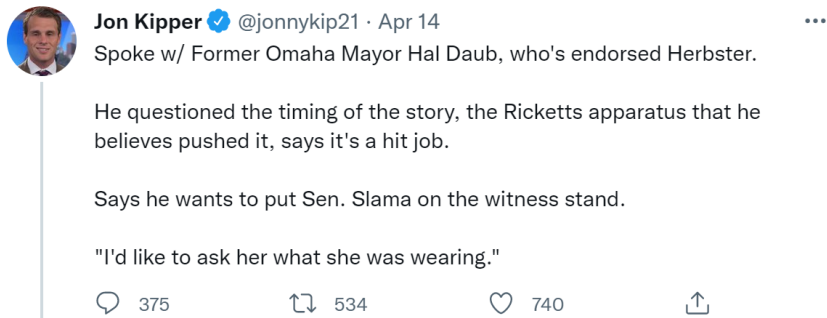 Jon Kipper @jonnykip21 · Apr 14
Spoke w/ Former Omaha Mayor Hal Daub, who's endorsed Herbster.
He questioned the timing of the story, the Ricketts apparatus that he
believes pushed it, says it's a hit job.
Says he wants to put Sen. Slama on the witness stand.
"I'd like to ask her what she was wearing."
375 534 740